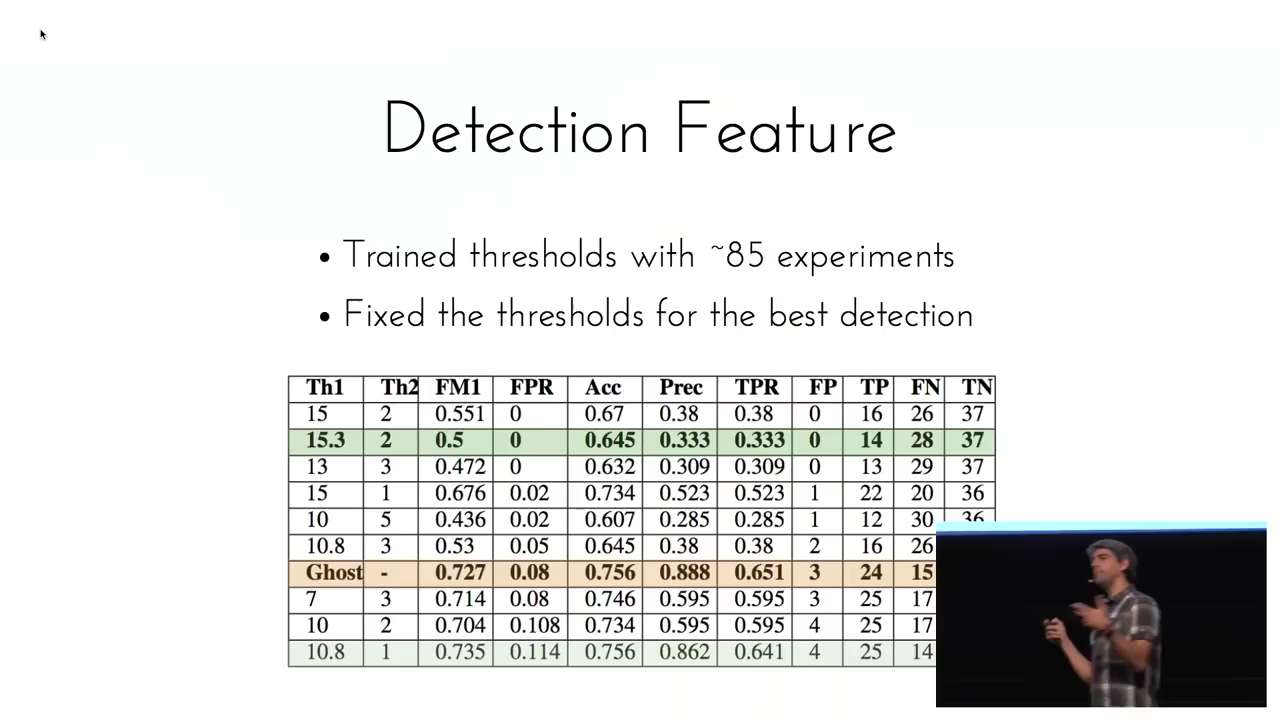 Detection Feature
• Trained thresholds with ~85 experiments
• Fixed the thresholds for the best detection
Th1 Th2 FM1 FPR Acc Prec TPR FP TP FN TN
15 2 0.551 0 0.67 0.38 0.38 0 16 26 37
15.3 2 0.5 0 0.645 0.333 0.333 0 14 28 37
13 3 0.472 0 0.632 0.309 0.309 0 13 29 37
15 1 0.676 0.02 0.734 0.523 0.523 1 22 20 36
10 5 0.436 0.02 0.607 0.285 0.285 1 12 30 36
10.8 3 0.53 0.05 0.645 0.38 0.38 2 16 26
Ghost - 0.727 0.08 0.756 0.888 0.651 3 24 15
7 3 0.714 0.08 0.746 0.595 0.595 3 25 17
10 2 0.704 0.108 0.734 0.595 0.595 4 25 17
10.8 1 0.735 0.114 0.756 0.862 0.641 4 25 14